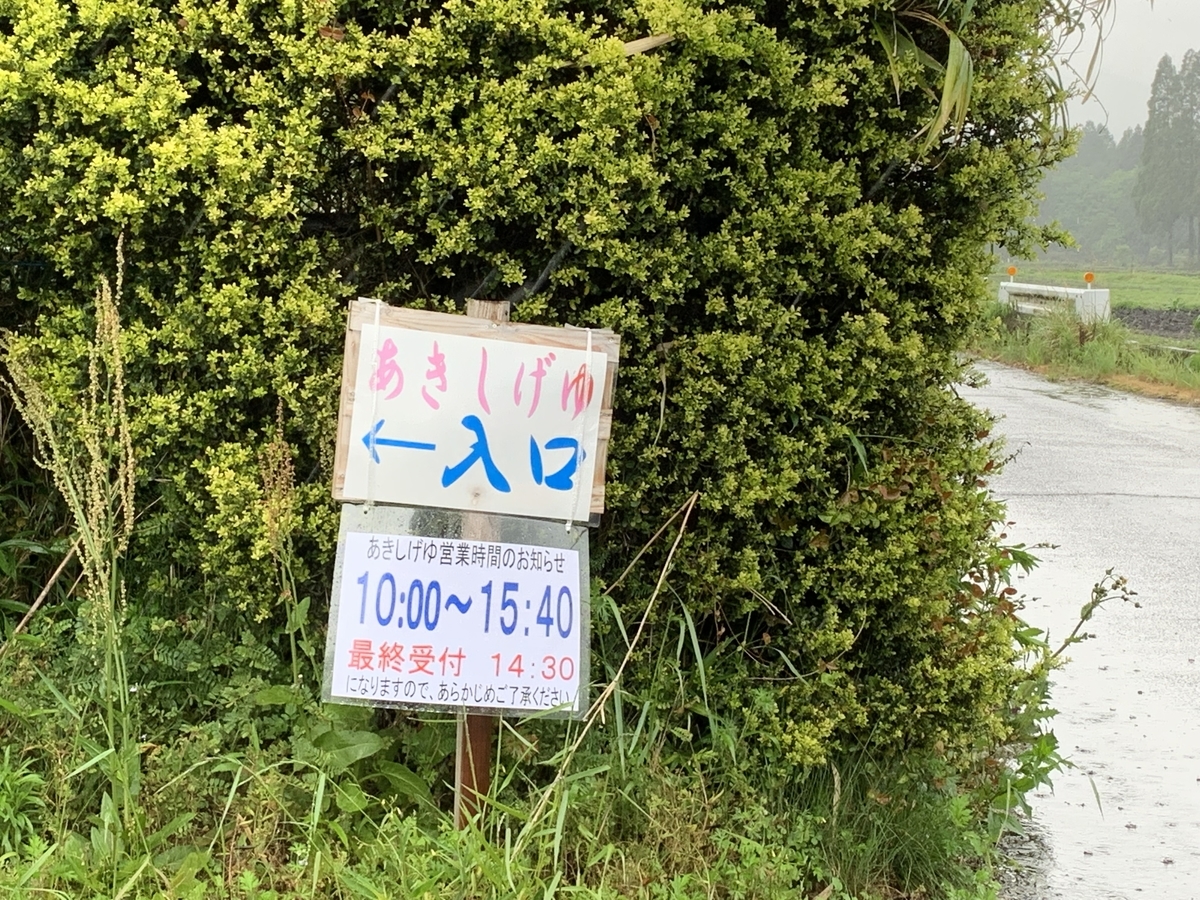 あきしげゆ
←入口
あきしげゆ営業時間のお知らせ
10:00～15:40
最終受付 14:30
になりますので、あらかじめご了承ください